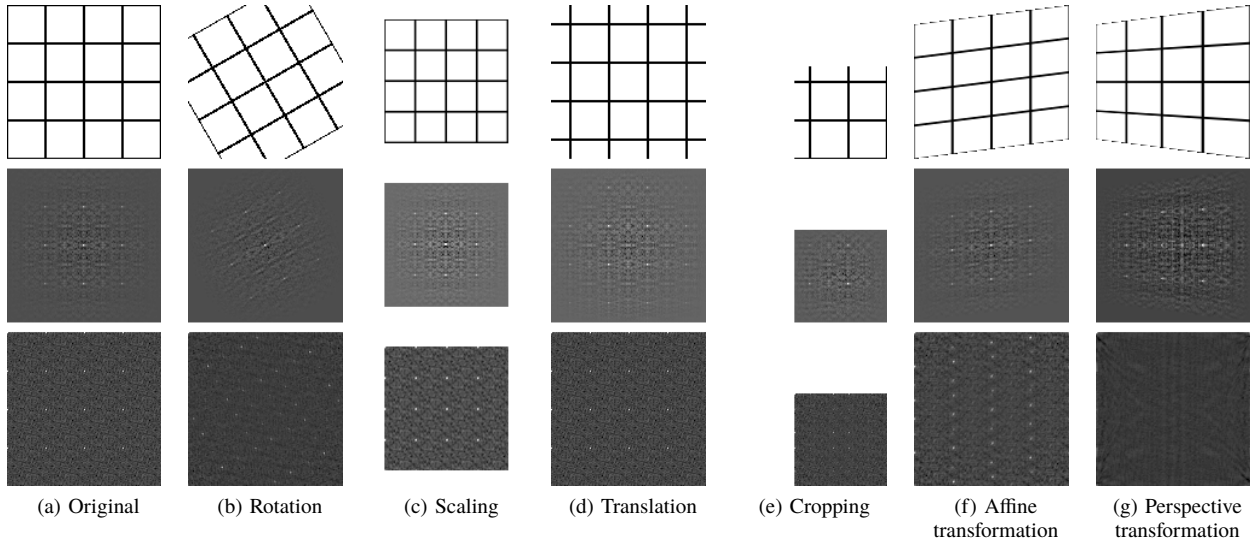 (a) Original
(b) Rotation
(c) Scaling
(d) Translation
(e) Cropping
(f) Affine
transformation
(g) Perspective
transformation